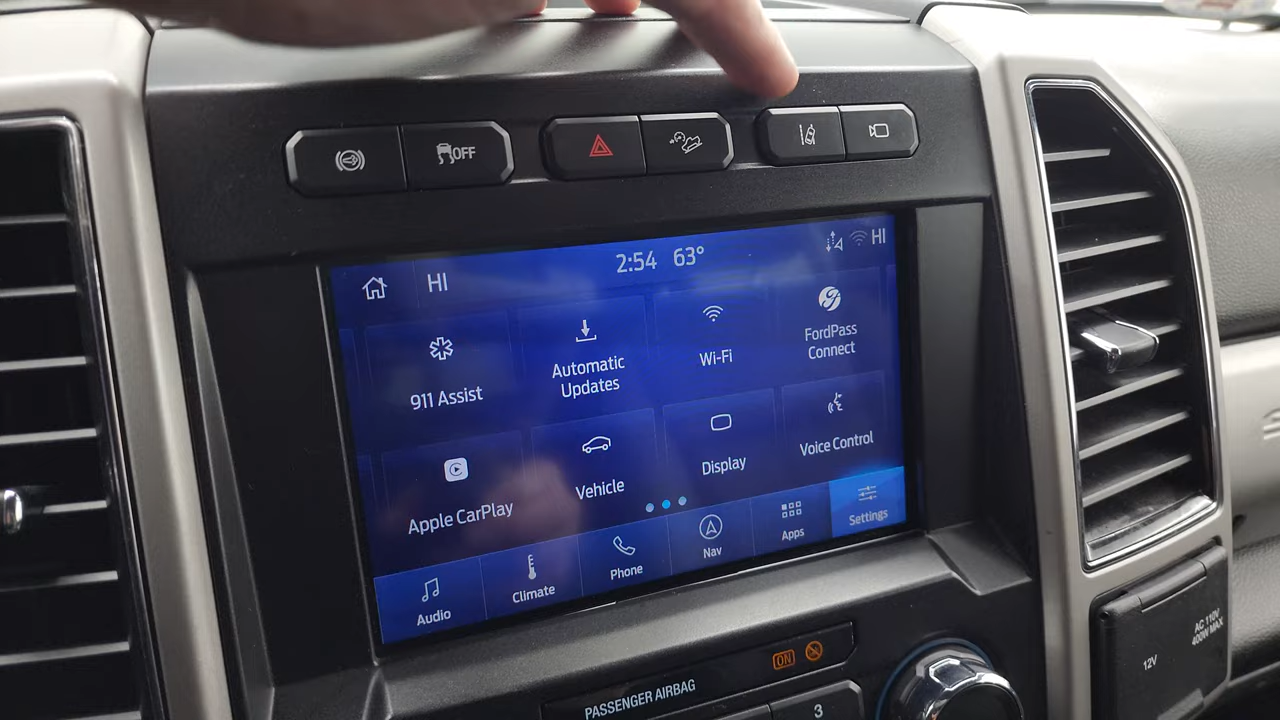 OFF
HI
2:54 63°
HI
911 Assist
Automatic
Updates
Wi-Fi
FordPass
Connect
Apple CarPlay
Vehicle
Display
Voice Control
Audio
Climate
Phone
Nav
Apps
Settings
PASSENGER AIRBAG
ON
3
12V
AC 110V
400W MAX